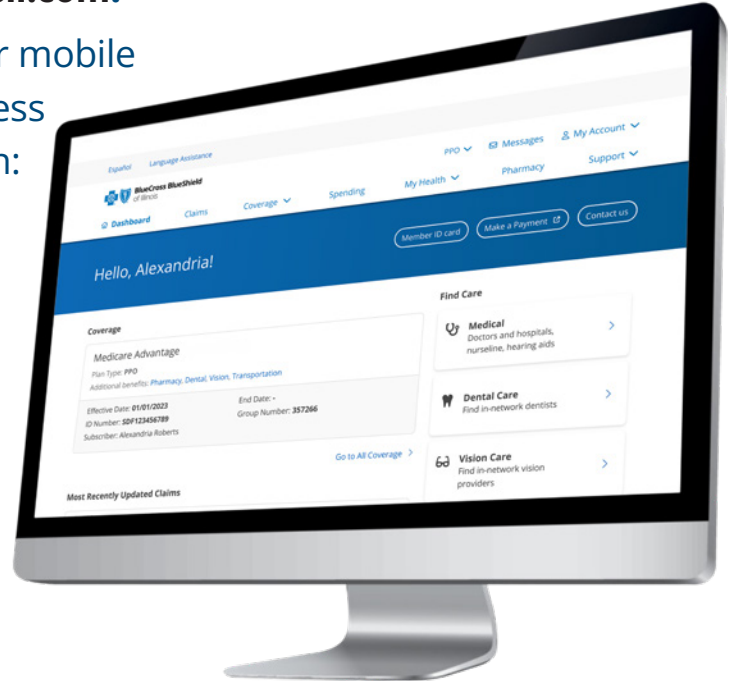 com.
r mobile
ess
n:
Español Language Assistance
PPO Messages My Account
BlueCross BlueShield
of Illinois
Dashboard Claims Coverage Spending My Health Pharmacy Support
Hello, Alexandria!
Member ID card Make a Payment Contact us
Coverage
Medicare Advantage
Plan Type: PPO
Additional benefits: Pharmacy, Dental, Vision, Transportation
Effective Date: 01/01/2023 End Date: -
ID Number: SDF123456789 Group Number: 357266
Subscriber: Alexandria Roberts
Go to All Coverage
Most Recently Updated Claims
Find Care
Medical
Doctors and hospitals,
nurseline, hearing aids
Dental Care
Find in-network dentists
Vision Care
Find in-network vision
providers